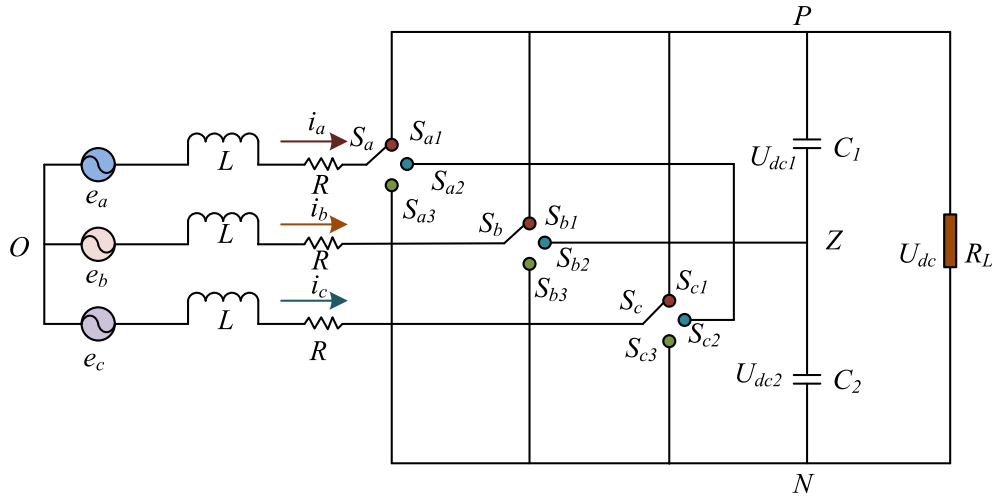 P
i_a
S_a
S_a1
L
R
S_a2
U_dc1
C_1
e_a
S_a3
i_b
S_b
S_b1
O
L
R
S_b2
Z
U_dc
R_L
e_b
S_b3
i_c
S_c
S_c1
L
R
S_c3
S_c2
e_c
U_dc2
C_2
N